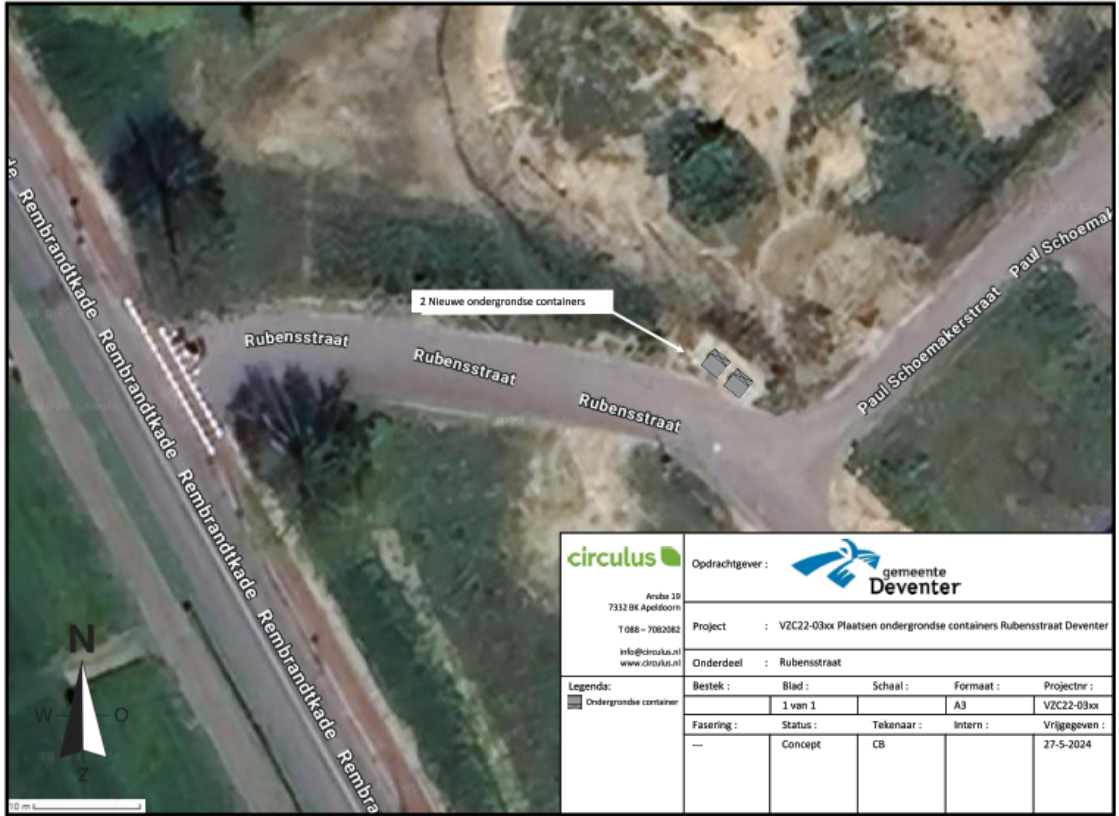 2 Nieuwe ondergrondse containers
Rubensstraat
Rubensstraat
Rubensstraat
Paul Schoemakerstraat
Paul Schoemak
de
Rembrandtkade
Rembrandtkade
Rembrandtkade
Rembrandtkade
Rembrandtkade
Rembra
N
W O
Z
10 m
circulus
Aruba 19
7332 BK Apeldoorn
T 088 – 7082082
info@circulus.nl
www.circulus.nl
Legenda:
Ondergrondse container
Opdrachtgever :
gemeente
Deventer
Project : VZC22-03xx Plaatsen ondergrondse containers Rubensstraat Deventer
Onderdeel : Rubensstraat
Bestek : Blad : Schaal : Formaat : Projectnr :
1 van 1 A3 VZC22-03xx
Fasering : Status : Tekenaar : Intern : Vrijgegeven :
--- Concept CB 27-5-2024